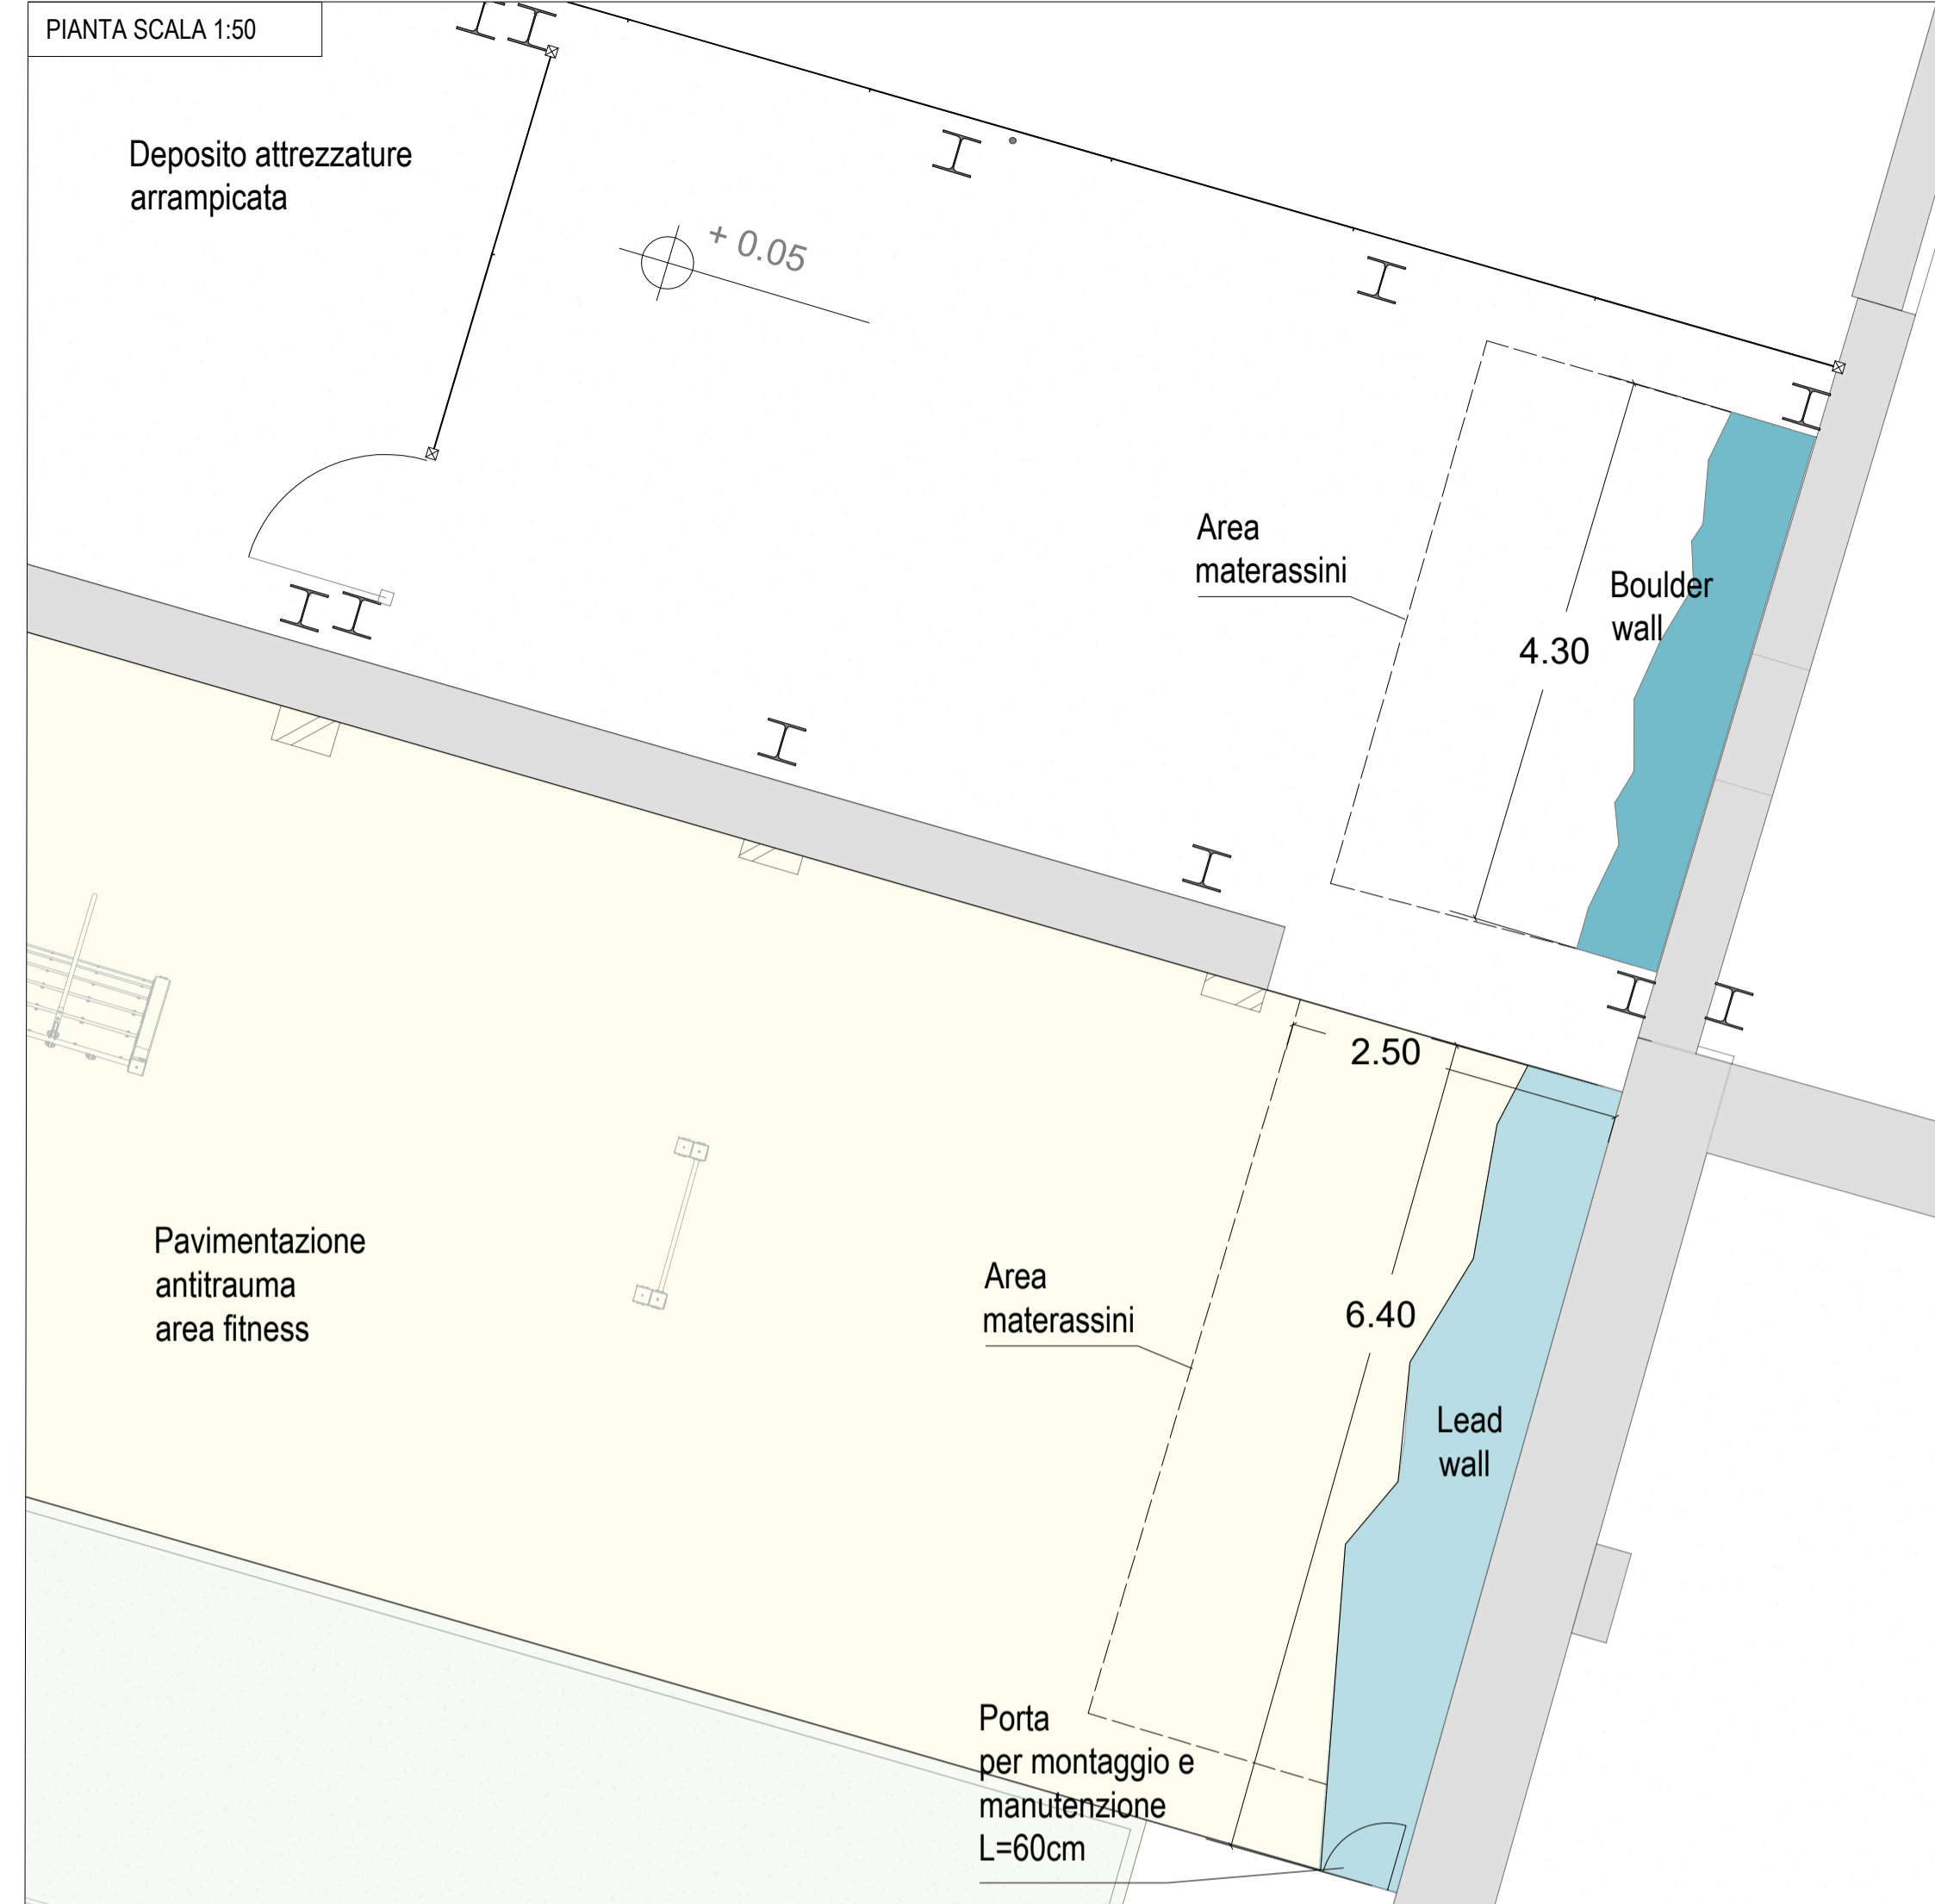 PIANTA SCALA 1:50
Deposito attrezzature
arrampicata
+ 0.05
Area
materassini
Boulder
wall
4.30
2.50
Pavimentazione
antitrauma
area fitness
Area
materassini
6.40
Lead
wall
Porta
per montaggio e
manutenzione
L=60cm